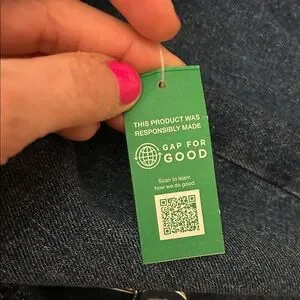 THIS PRODUCT WAS
RESPONSIBLY MADE
GAP FOR
GOOD
Scan to learn
how we do good.